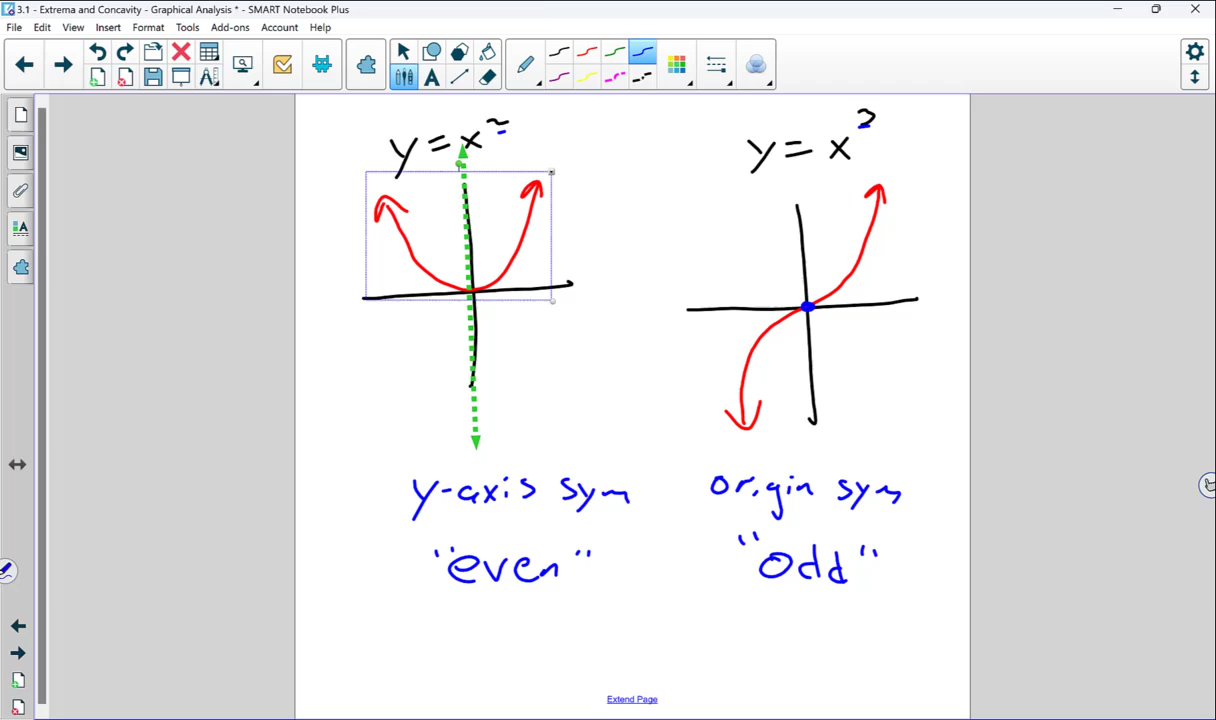 3.1 - Extrema and Concavity - Graphical Analysis * - SMART Notebook Plus
File Edit View Insert Format Tools Add-ons Account Help
y = x²
y = x³
y-axis sym
origin sym
"even"
"odd"
Extend Page